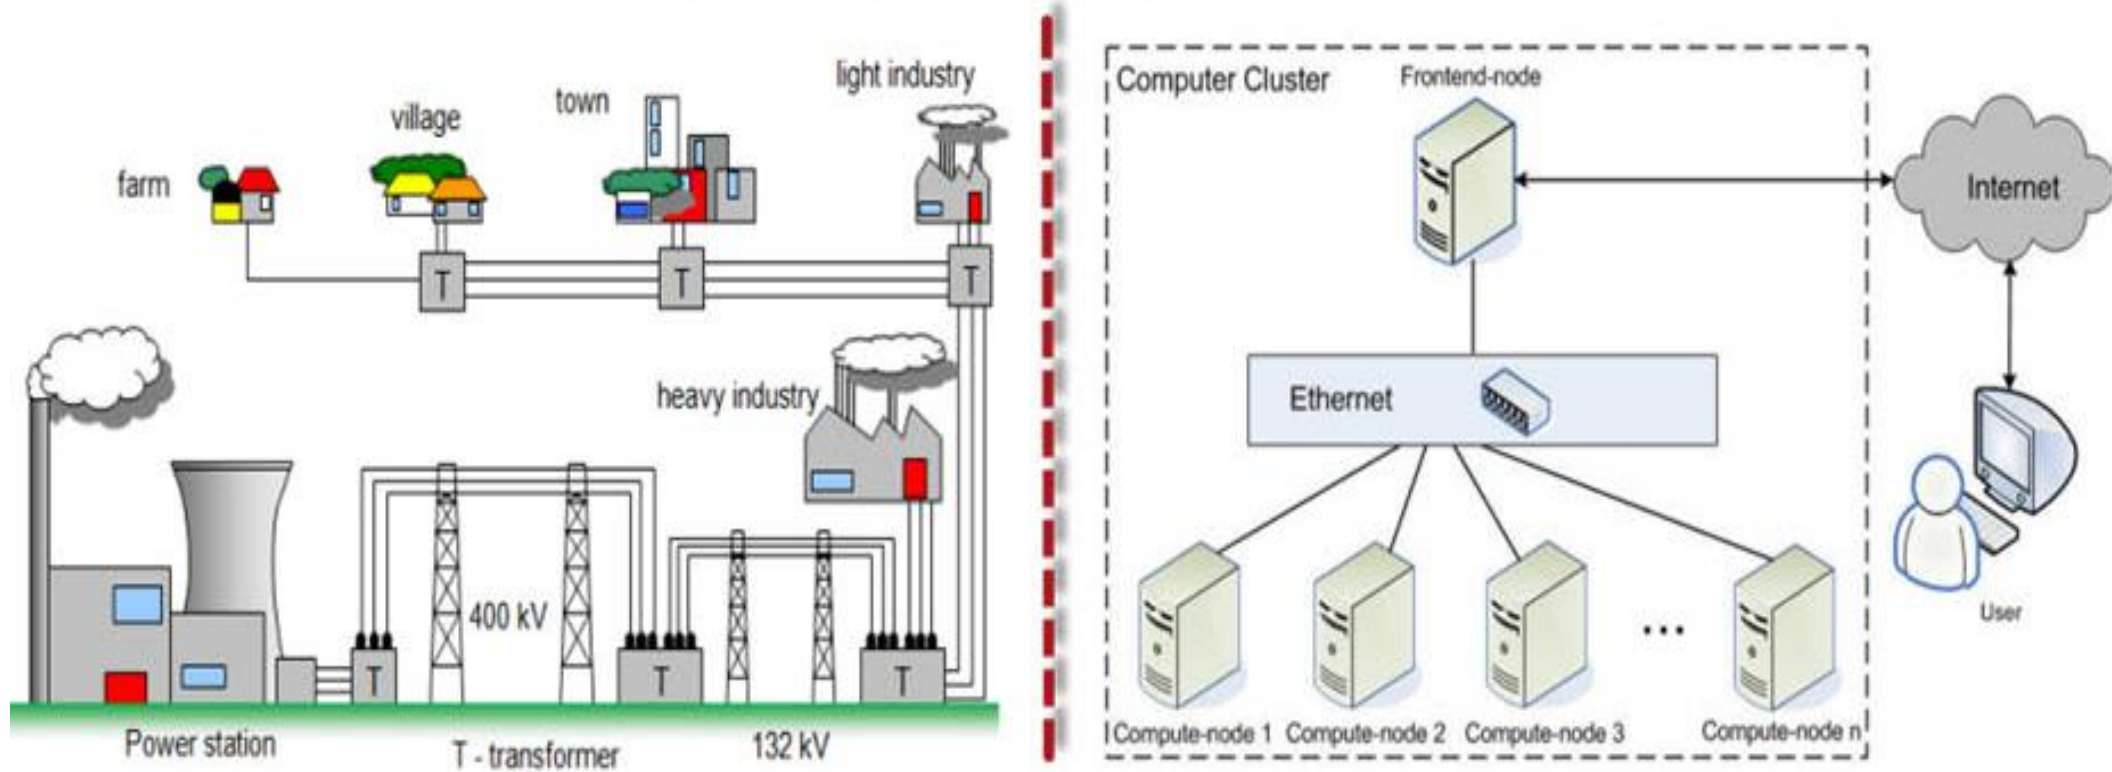 light industry
town
village
farm
T
T
T
heavy industry
400 kV
T
T
T
Power station
T - transformer
132 kV
Computer Cluster
Frontend-node
Internet
Ethernet
User
...
Compute-node 1
Compute-node 2
Compute-node 3
Compute-node n